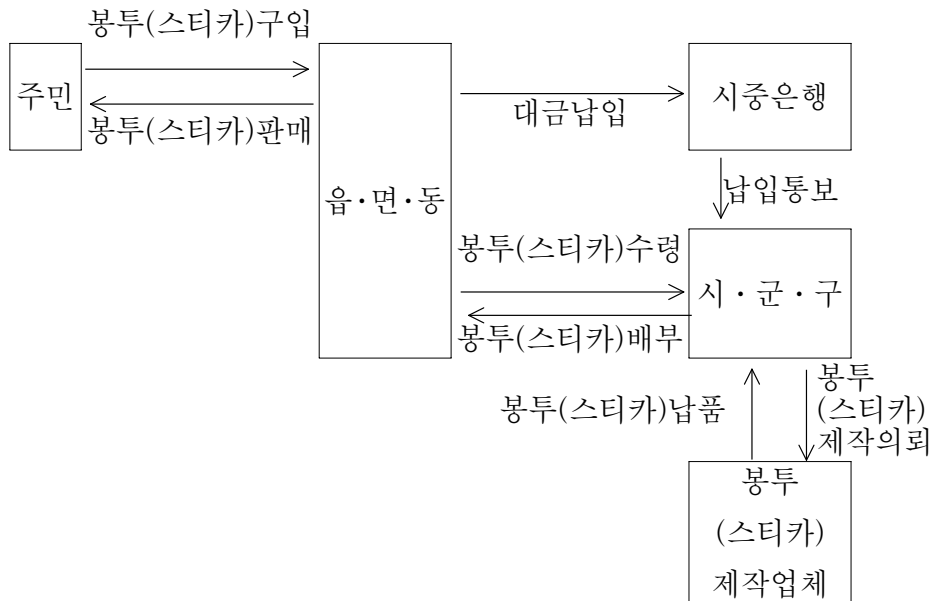 봉투(스티카)구입
주민
봉투(스티카)판매
읍·면·동
대금납입
시중은행
납입통보
봉투(스티카)수령
시·군·구
봉투(스티카)배부
봉투(스티카)납품
봉투
(스티카)
제작의뢰
봉투
(스티카)
제작업체